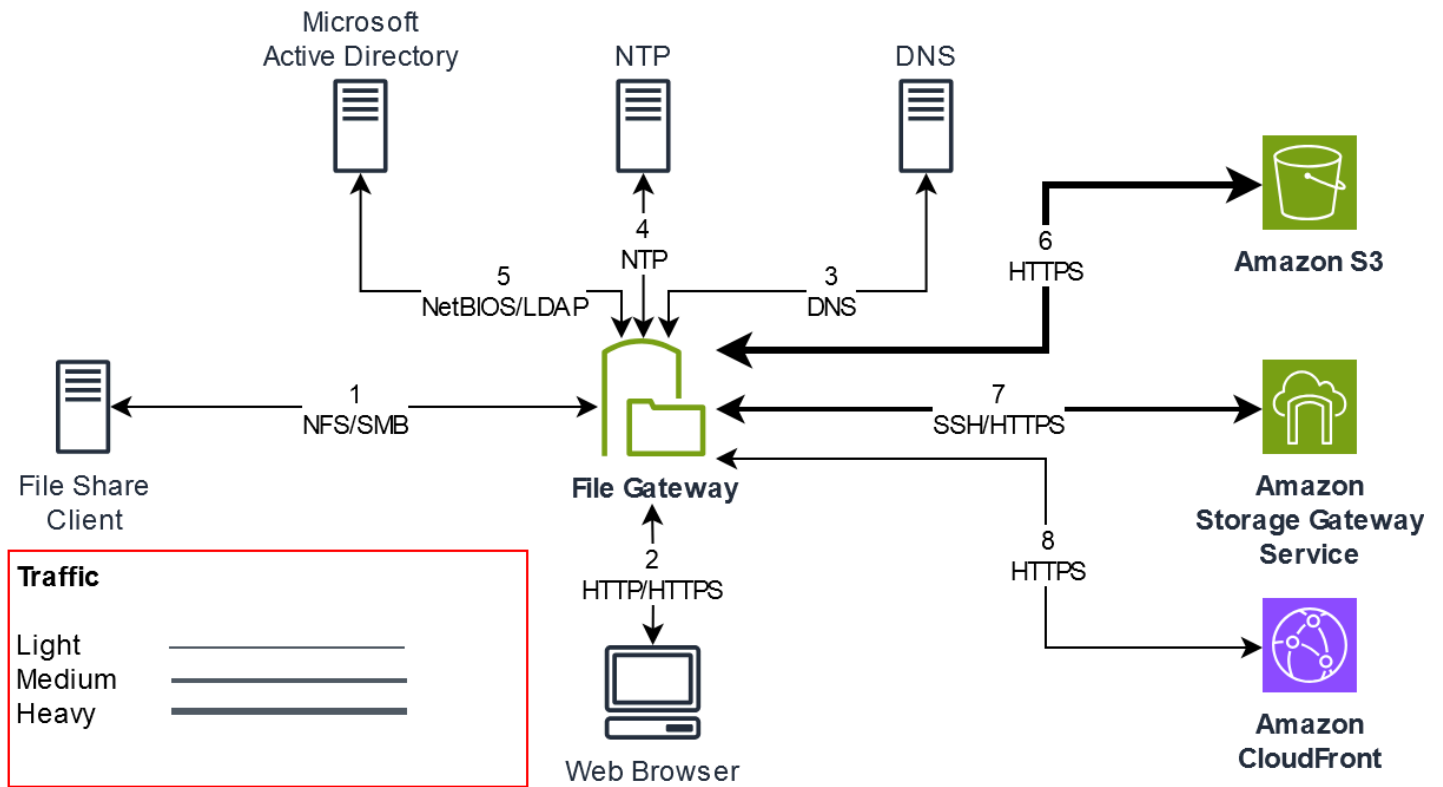 Microsoft
Active Directory
NTP
DNS
4
NTP
5
NetBIOS/LDAP
3
DNS
6
HTTPS
Amazon S3
1
NFS/SMB
7
SSH/HTTPS
File Share
Client
File Gateway
Amazon
Storage Gateway
Service
2
HTTP/HTTPS
8
HTTPS
Traffic
Light
Medium
Heavy
Web Browser
Amazon
CloudFront